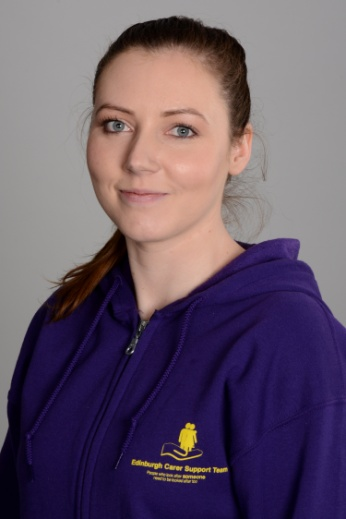 Edinburgh Carer Support Team
People who look after someone
need to be looked after too